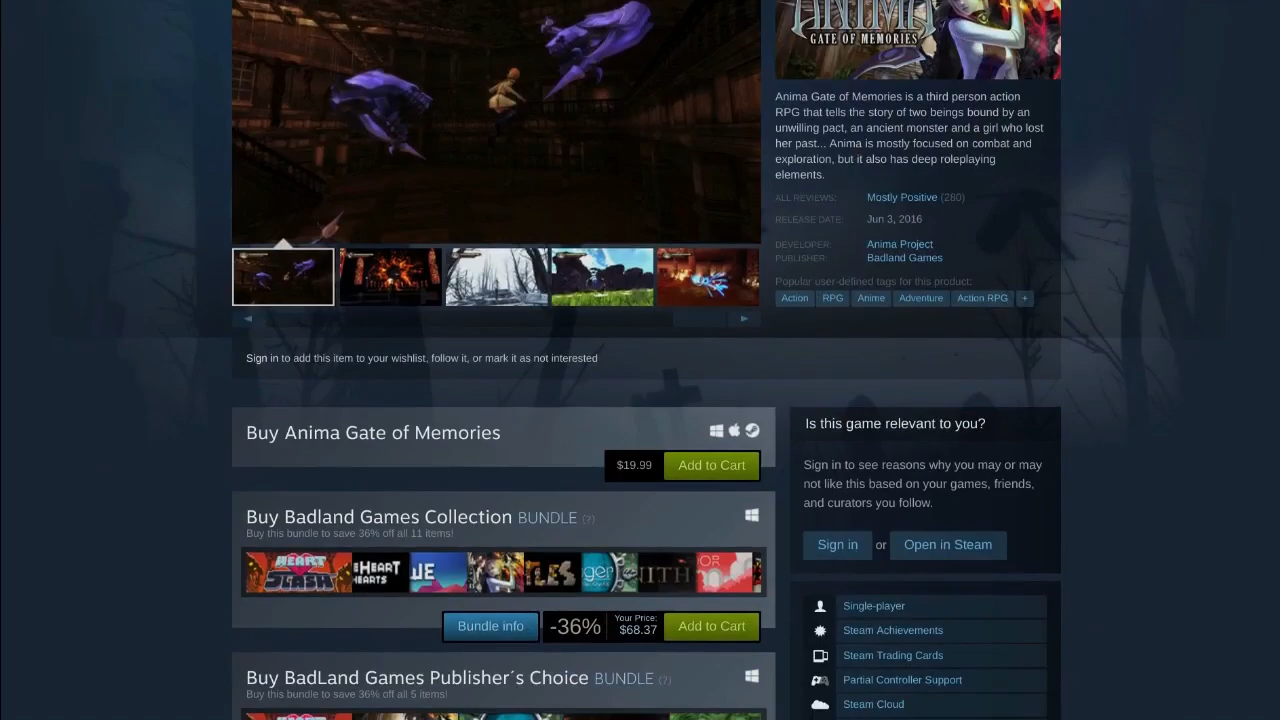 ANIMA
GATE OF MEMORIES
Anima Gate of Memories is a third person action
RPG that tells the story of two beings bound by an
unwilling pact, an ancient monster and a girl who lost
her past... Anima is mostly focused on combat and
exploration, but it also has deep roleplaying
elements.
ALL REVIEWS: Mostly Positive (280)
RELEASE DATE: Jun 3, 2016
DEVELOPER: Anima Project
PUBLISHER: Badland Games
Popular user-defined tags for this product:
Action RPG Anime Adventure Action RPG +
Sign in to add this item to your wishlist, follow it, or mark it as not interested
Buy Anima Gate of Memories
$19.99 Add to Cart
Buy Badland Games Collection BUNDLE (?)
Buy this bundle to save 36% off all 11 items!
HEART
SLASH
EHEART
HEARTS
Bundle info -36% Your Price:
$68.37 Add to Cart
Buy BadLand Games Publisher´s Choice BUNDLE (?)
Buy this bundle to save 36% off all 5 items!
Is this game relevant to you?
Sign in to see reasons why you may or may
not like this based on your games, friends,
and curators you follow.
Sign in or Open in Steam
Single-player
Steam Achievements
Steam Trading Cards
Partial Controller Support
Steam Cloud